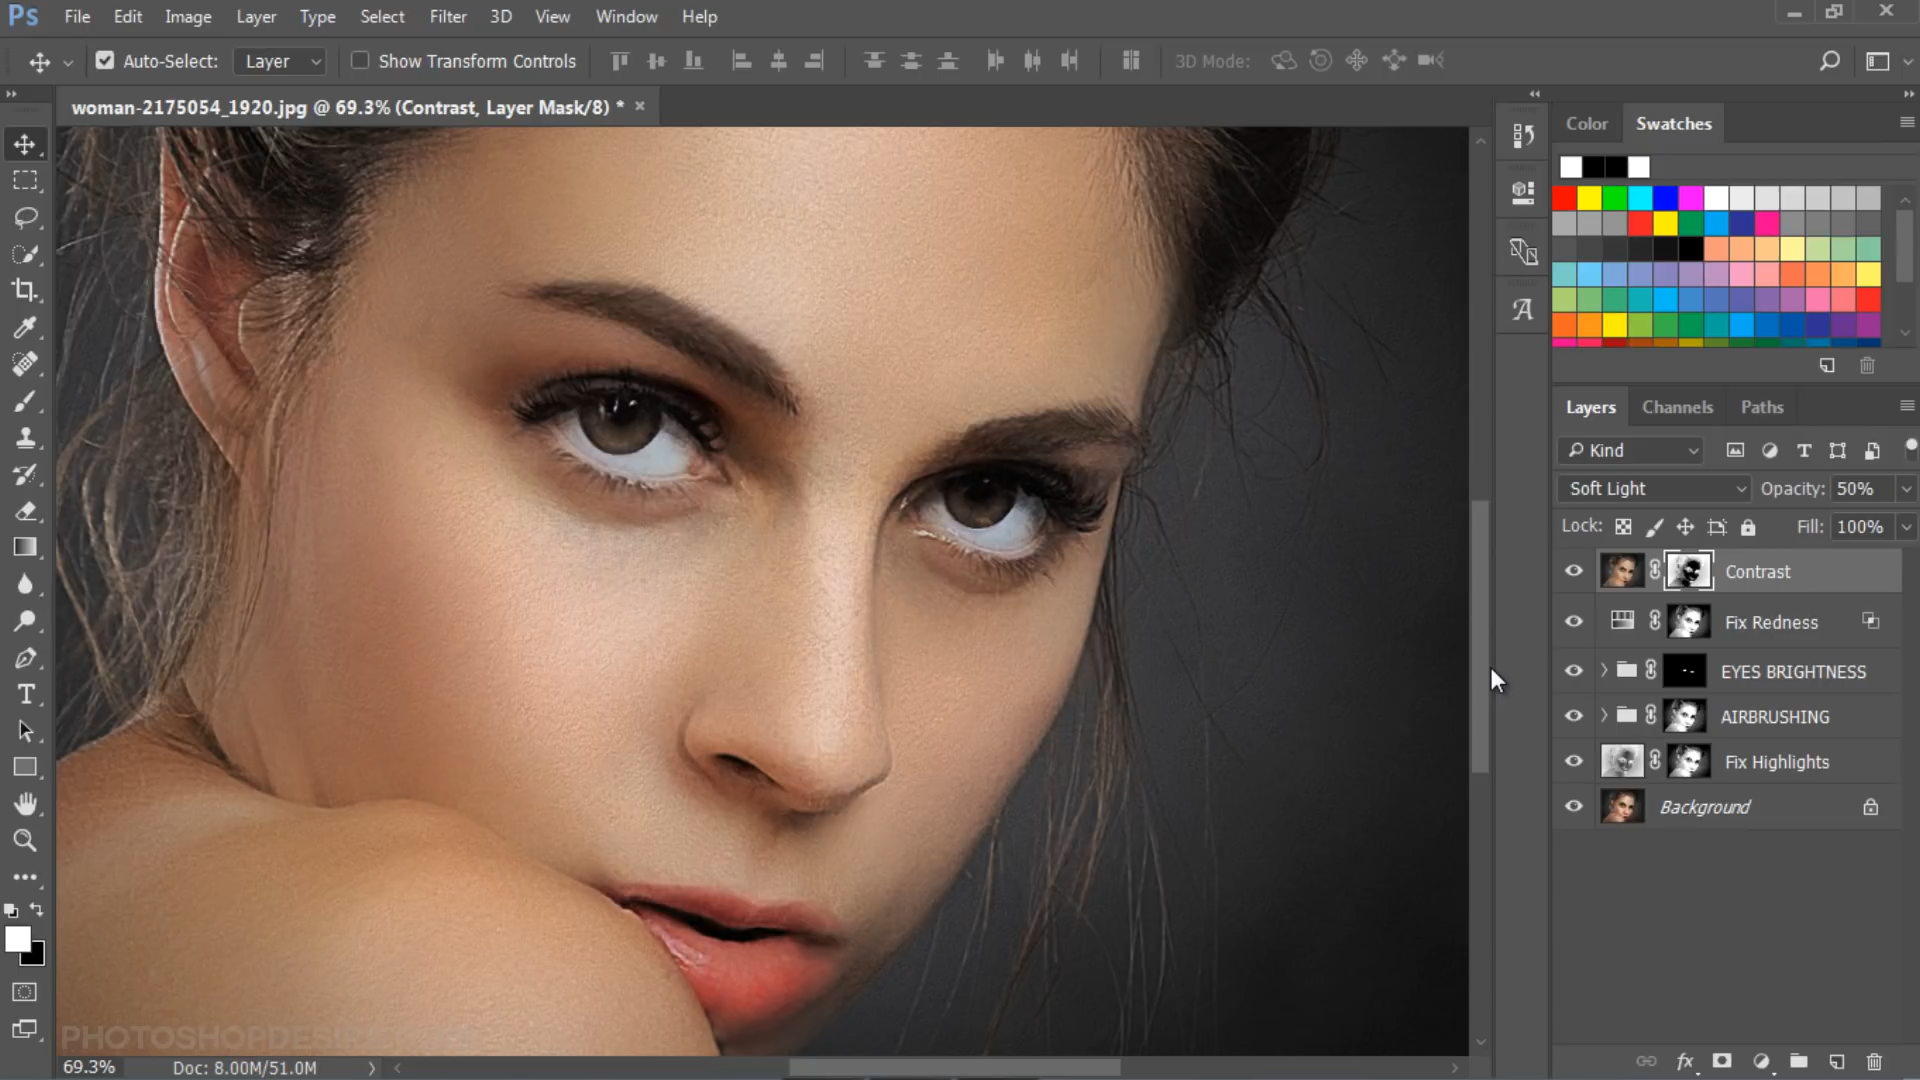 Ps File Edit Image Layer Type Select Filter 3D View Window Help
Auto-Select: Layer Show Transform Controls 3D Mode:
woman-2175054_1920.jpg @ 69.3% (Contrast, Layer Mask/8) *
Color Swatches
Layers Channels Paths
Kind
Soft Light Opacity: 50%
Lock: Fill: 100%
Contrast
Fix Redness
EYES BRIGHTNESS
AIRBRUSHING
Fix Highlights
Background
69.3% Doc: 8.00M/51.0M
fx